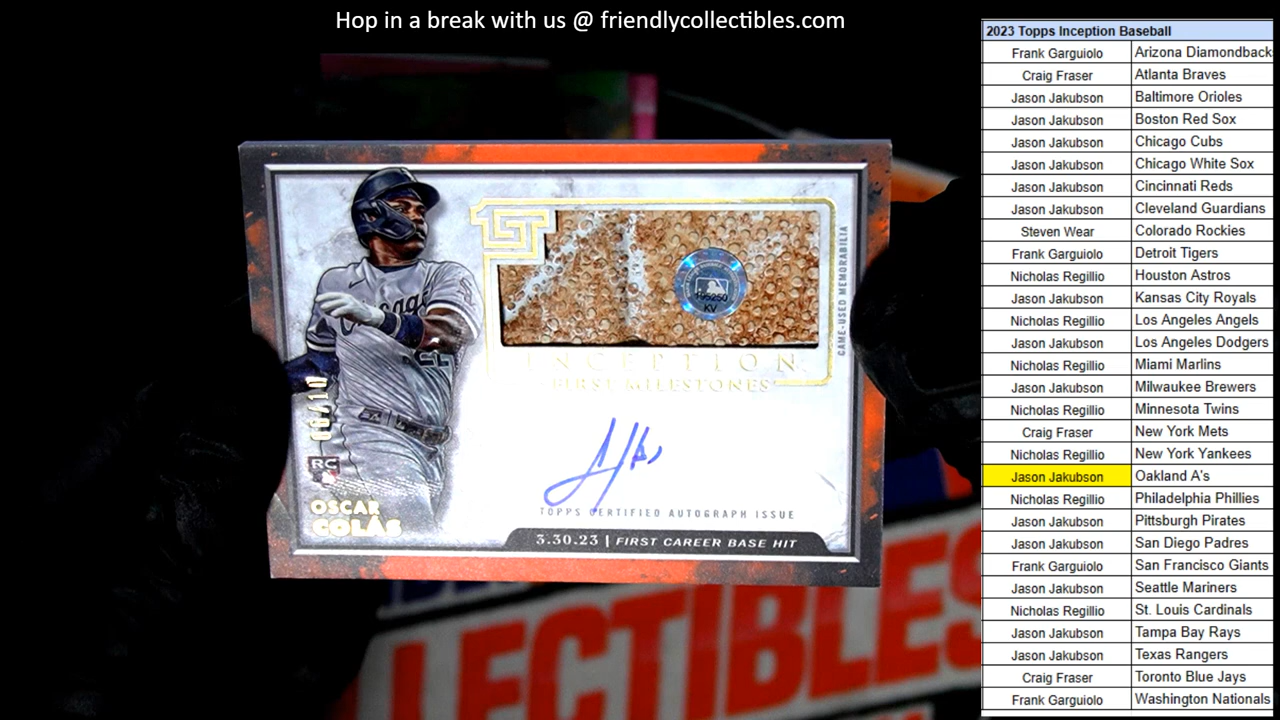 Hop in a break with us @ friendlycollectibles.com
2023 Topps Inception Baseball
Frank Garguiolo Arizona Diamondback
Craig Fraser Atlanta Braves
Jason Jakubson Baltimore Orioles
Jason Jakubson Boston Red Sox
Jason Jakubson Chicago Cubs
Jason Jakubson Chicago White Sox
Jason Jakubson Cincinnati Reds
Jason Jakubson Cleveland Guardians
Steven Wear Colorado Rockies
Frank Garguiolo Detroit Tigers
Nicholas Regillio Houston Astros
Jason Jakubson Kansas City Royals
Nicholas Regillio Los Angeles Angels
Jason Jakubson Los Angeles Dodgers
Nicholas Regillio Miami Marlins
Jason Jakubson Milwaukee Brewers
Nicholas Regillio Minnesota Twins
Craig Fraser New York Mets
Nicholas Regillio New York Yankees
Jason Jakubson Oakland A's
Nicholas Regillio Philadelphia Phillies
Jason Jakubson Pittsburgh Pirates
Jason Jakubson San Diego Padres
Frank Garguiolo San Francisco Giants
Jason Jakubson Seattle Mariners
Nicholas Regillio St. Louis Cardinals
Jason Jakubson Tampa Bay Rays
Jason Jakubson Texas Rangers
Craig Fraser Toronto Blue Jays
Frank Garguiolo Washington Nationals
1ST
GAME-USED MEMORABILIA
KV
INCEPTION
FIRST MILESTONES
Chicago
RC
OSCAR
COLÁS
TOPPS CERTIFIED AUTOGRAPH ISSUE
3.30.23 | FIRST CAREER BASE HIT
LECTIBLES